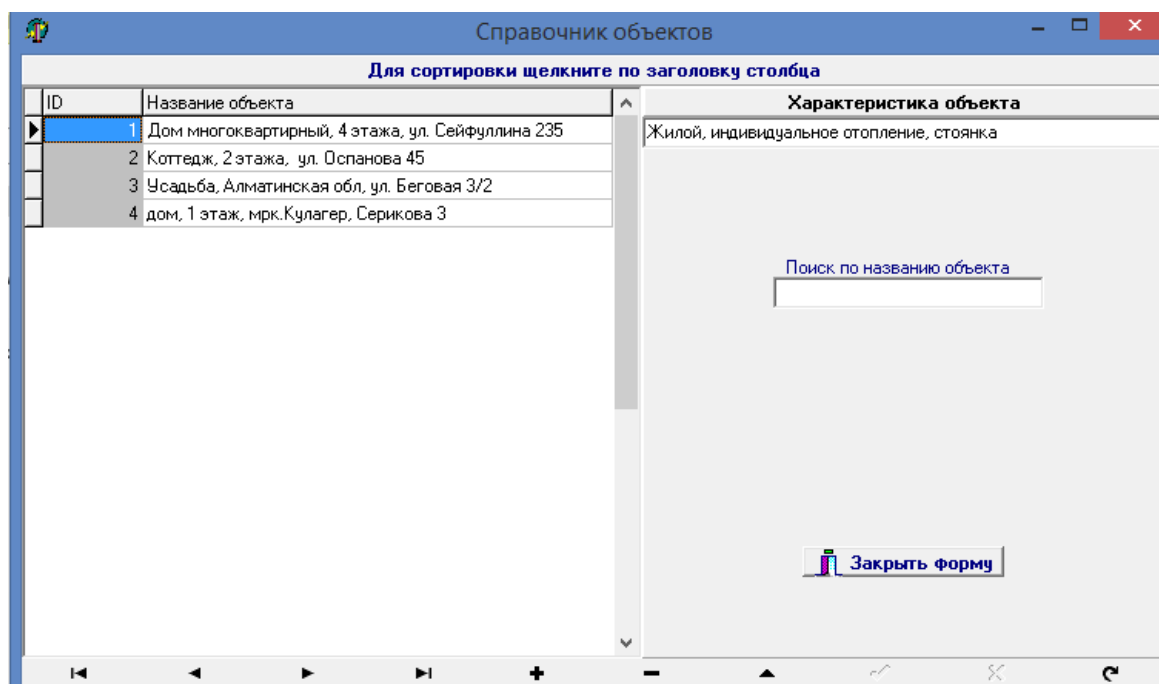 Справочник объектов
Для сортировки щелкните по заголовку столбца
ID Название объекта
1 Дом многоквартирный, 4 этажа, ул. Сейфуллина 235
2 Коттедж, 2 этажа, ул. Оспанова 45
3 Усадьба, Алматинская обл, ул. Беговая 3/2
4 дом, 1 этаж, мрк.Кулагер, Серикова 3
Характеристика объекта
Жилой, индивидуальное отопление, стоянка
Поиск по названию объекта
Закрыть форму